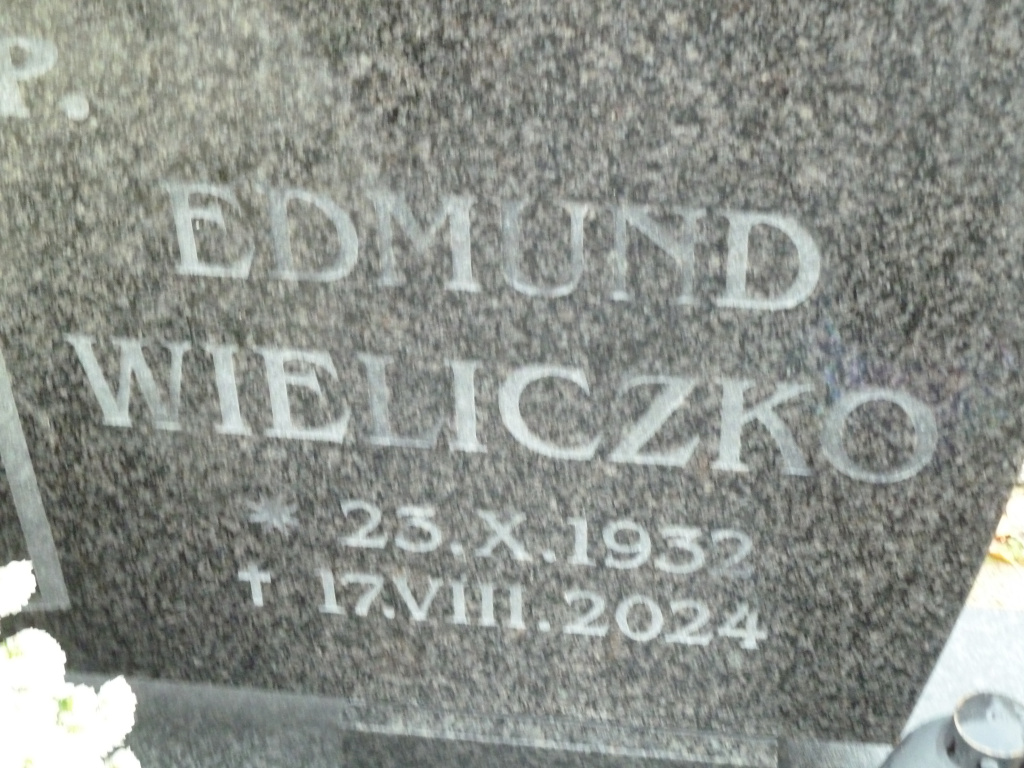 P.
EDMUND
WIELICZKO
* 23.X.1932
† 17.VIII.2024